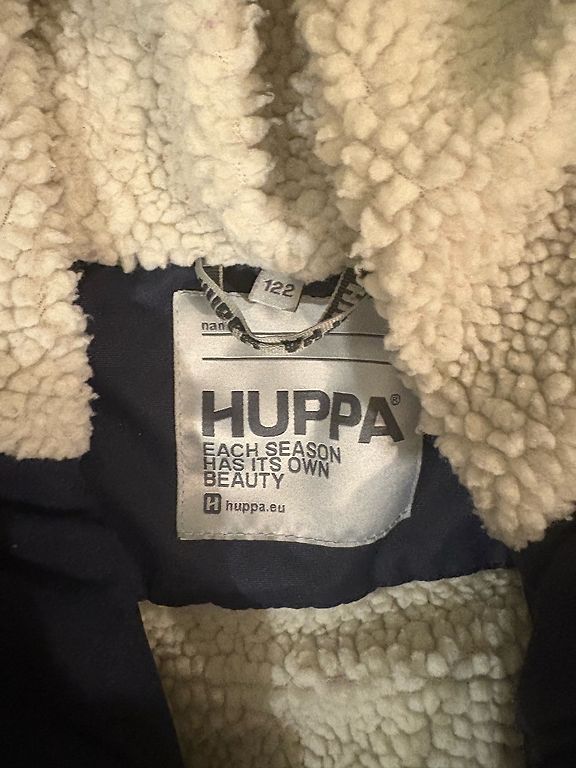 122
HUPPA®
EACH SEASON
HAS ITS OWN
BEAUTY
H huppa.eu